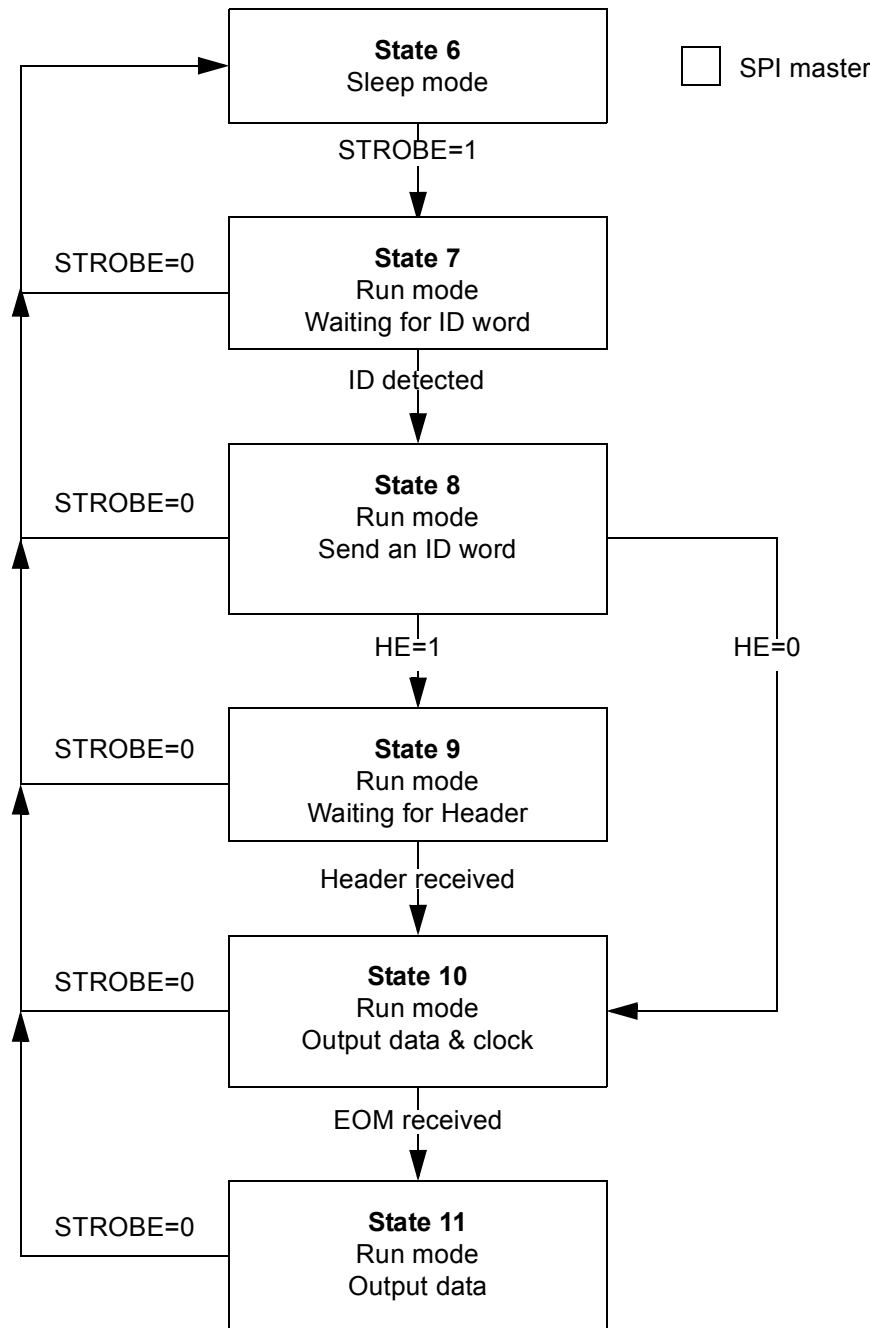 State 6
Sleep mode
SPI master
STROBE=1
State 7
Run mode
Waiting for ID word
STROBE=0
ID detected
State 8
Run mode
Send an ID word
STROBE=0
HE=1
HE=0
State 9
Run mode
Waiting for Header
STROBE=0
Header received
State 10
Run mode
Output data & clock
STROBE=0
EOM received
State 11
Run mode
Output data
STROBE=0